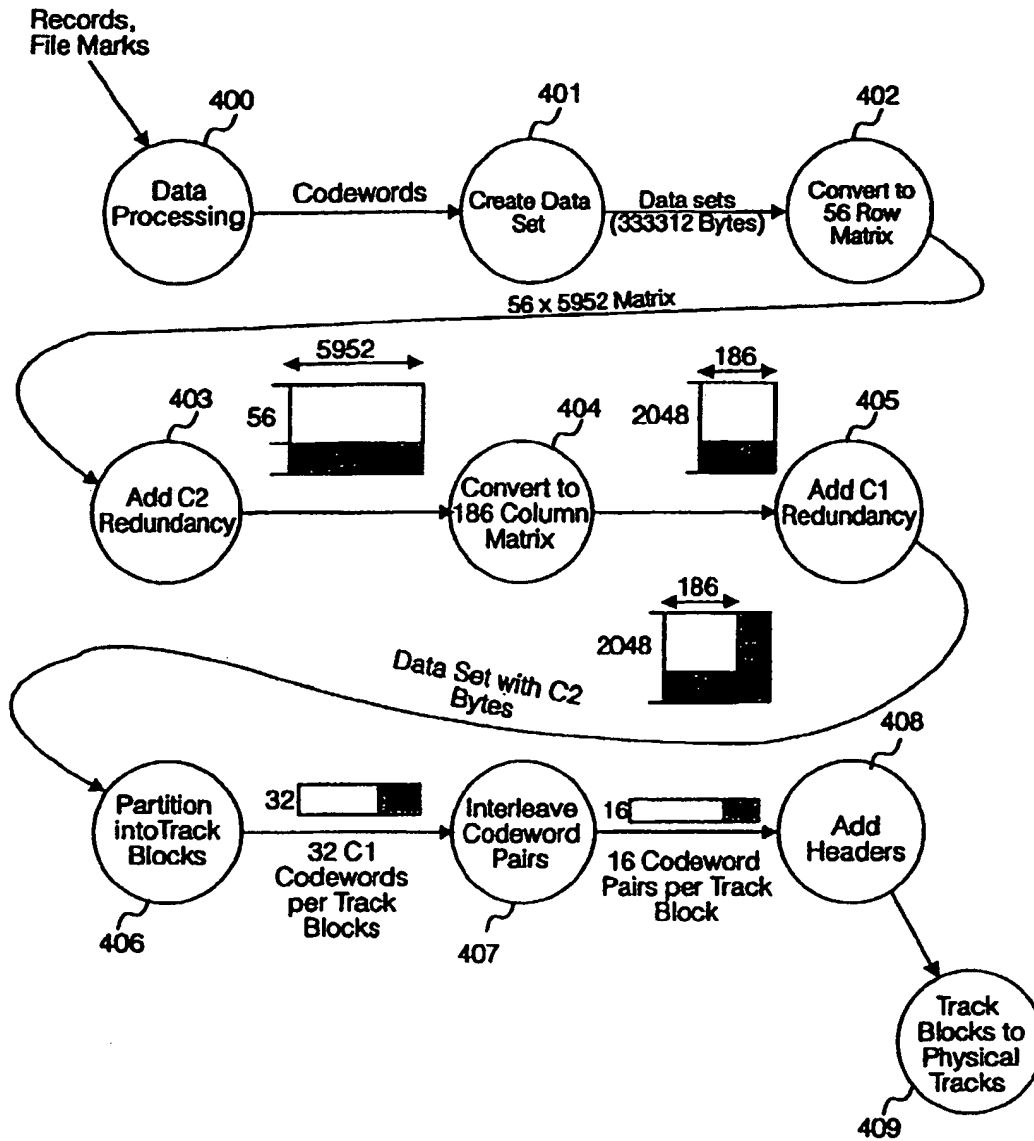 Records,
File Marks
400
401
402
Data
Processing
Codewords
Create Data
Set
Data sets
(333312 Bytes)
Convert to
56 Row
Matrix
56 x 5952 Matrix
5952
186
403
56
404
2048
405
Add C2
Redundancy
Convert to
186 Column
Matrix
Add C1
Redundancy
186
2048
Data Set with C2
Bytes
408
Partition
intoTrack
Blocks
32
32 C1
Codewords
per Track
Blocks
Interleave
Codeword
Pairs
16
16 Codeword
Pairs per Track
Block
Add
Headers
406
407
Track
Blocks to
Physical
Tracks
409